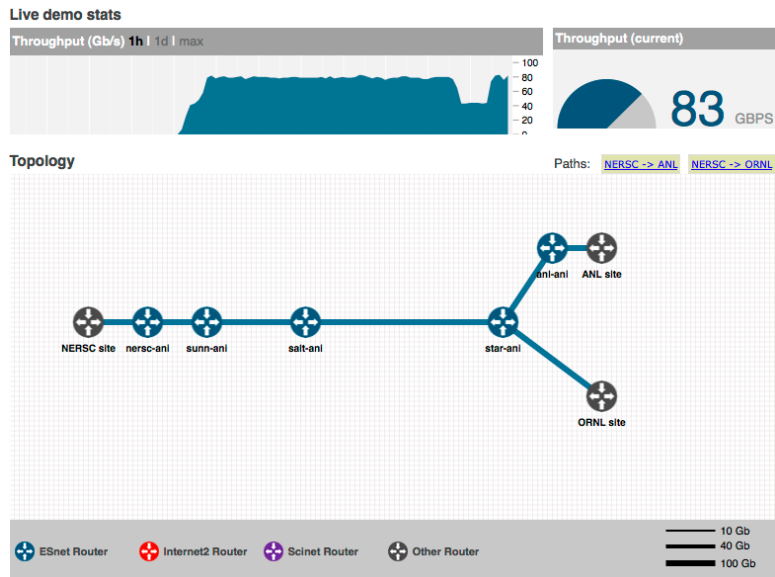 Live demo stats
Throughput (Gb/s) 1h | 1d | max
Throughput (current)
100
80
60
40
20
0
83 GBPS
Topology
Paths: NERSC -> ANL NERSC -> ORNL
anl-ani ANL site
NERSC site nersc-ani sunn-ani salt-ani star-ani
ORNL site
ESnet Router Internet2 Router Scinet Router Other Router
10 Gb
40 Gb
100 Gb